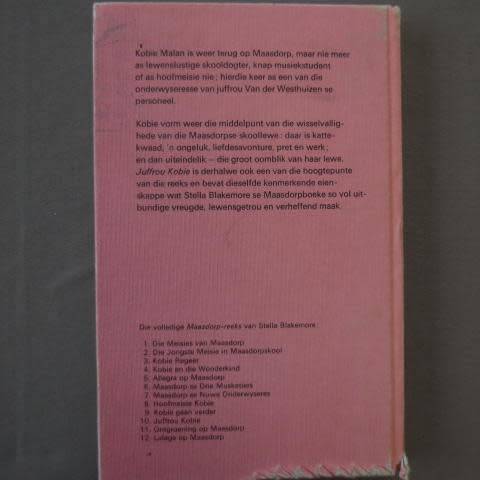 Kobie Malan is weer terug op Maasdorp, maar nie meer
as lewenslustige skooldogter, knap musiekstudent
of as hoofmeisie nie; hierdie keer as een van die
onderwyseresse van juffrou Van der Westhuizen se
personeel.
Kobie vorm weer die middelpunt van die wisselvallig-
hede van die Maasdorpse skoollewe: daar is katte-
kwaad, 'n ongeluk, liefdesavonture, pret en werk;
en dan uiteindelik – die groot oomblik van haar lewe.
Juffrou Kobie is derhalwe ook een van die hoogtepunte
van die reeks en bevat dieselfde kenmerkende eien-
skappe wat Stella Blakemore se Maasdorpboeke so vol uit-
bundige vreugde, lewensgetrou en verheffend maak.
Die volledige Maasdorp-reeks van Stella Blakemore:
1. Die Meisies van Maasdorp
2. Die Jongste Meisie in Maasdorpskool
3. Kobie Regeer
4. Kobie en die Wonderkind
5. Allegra op Maasdorp
6. Maasdorp se Drie Muskesiers
7. Maasdorp se Nuwe Onderwyseres
8. Hoofmeisie Kobie
9. Kobie gaan verder
10. Juffrou Kobie
11. Ontgroening op Maasdorp
12. Lalage op Maasdorp